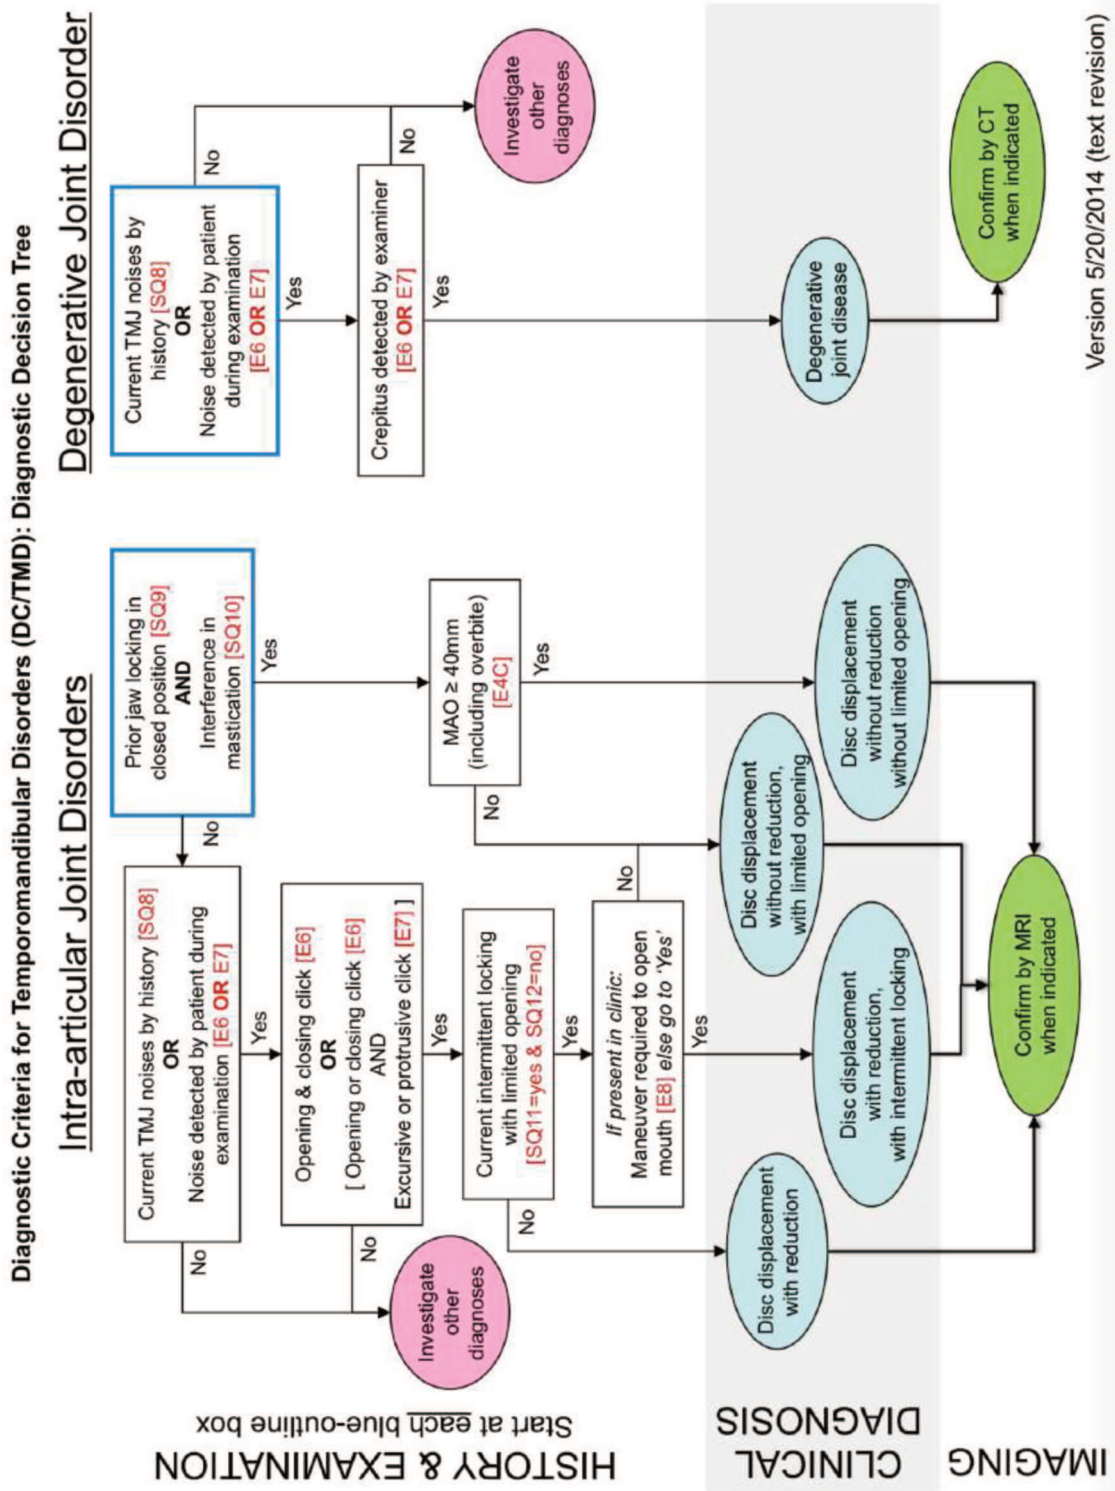 Diagnostic Criteria for Temporomandibular Disorders (DC/TMD): Diagnostic Decision Tree
Intra-articular Joint Disorders
Degenerative Joint Disorder
HISTORY & EXAMINATION
Start at each blue-outline box
Prior jaw locking in
closed position [SQ9]
AND
Interference in
mastication [SQ10]
No
Yes
Current TMJ noises by history [SQ8]
OR
Noise detected by patient during
examination [E6 OR E7]
No
Yes
Opening & closing click [E6]
OR
[ Opening or closing click [E6]
AND
Excursive or protrusive click [E7] ]
No
Yes
Investigate
other
diagnoses
Current intermittent locking
with limited opening
[SQ11=yes & SQ12=no]
No
Yes
If present in clinic:
Maneuver required to open
mouth [E8] else go to 'Yes'
No
Yes
MAO ≥ 40mm
(including overbite)
[E4C]
No
Yes
Current TMJ noises by
history [SQ8]
OR
Noise detected by patient
during examination
[E6 OR E7]
No
Yes
Crepitus detected by examiner
[E6 OR E7]
No
Yes
Investigate
other
diagnoses
CLINICAL
DIAGNOSIS
Disc displacement
with reduction
Disc displacement
with reduction,
with intermittent locking
Disc displacement
without reduction,
with limited opening
Disc displacement
without reduction
without limited opening
Degenerative
joint disease
IMAGING
Confirm by MRI
when indicated
Confirm by CT
when indicated
Version 5/20/2014 (text revision)